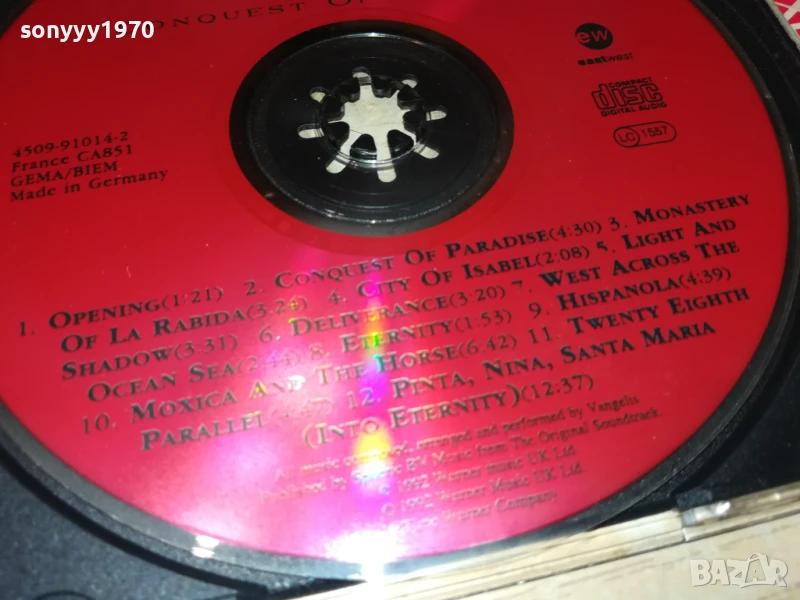 sonyyy1970
ONQUEST O
ew
eastwest
COMPACT
disc
DIGITAL AUDIO
LC 1557
4509-91014-2
France CA851
GEMA/BIEM
Made in Germany
1. OPENING(1:21) 2. CONQUEST OF PARADISE(4:30) 3. MONASTERY
OF LA RABIDA(3:24) 4. CITY OF ISABEL(2:08) 5. LIGHT AND
SHADOW(3:31) 6. DELIVERANCE(3:20) 7. WEST ACROSS THE
OCEAN SEA(2:44) 8. ETERNITY(1:53) 9. HISPANOLA(4:39)
10. MOXICA AND THE HORSE(6:42) 11. TWENTY EIGHTH
PARALLEL( :47) 12. PINTA, NINA, SANTA MARIA
(INTO ETERNITY)(12:37)
All music composed, arranged and performed by Vangelis
Published by Music from The Original Soundtrack.
℗ 1992 Warner music UK Ltd.
© 1992 Warner Music UK Ltd.
Warner Company
BAZAR
bazar.bg